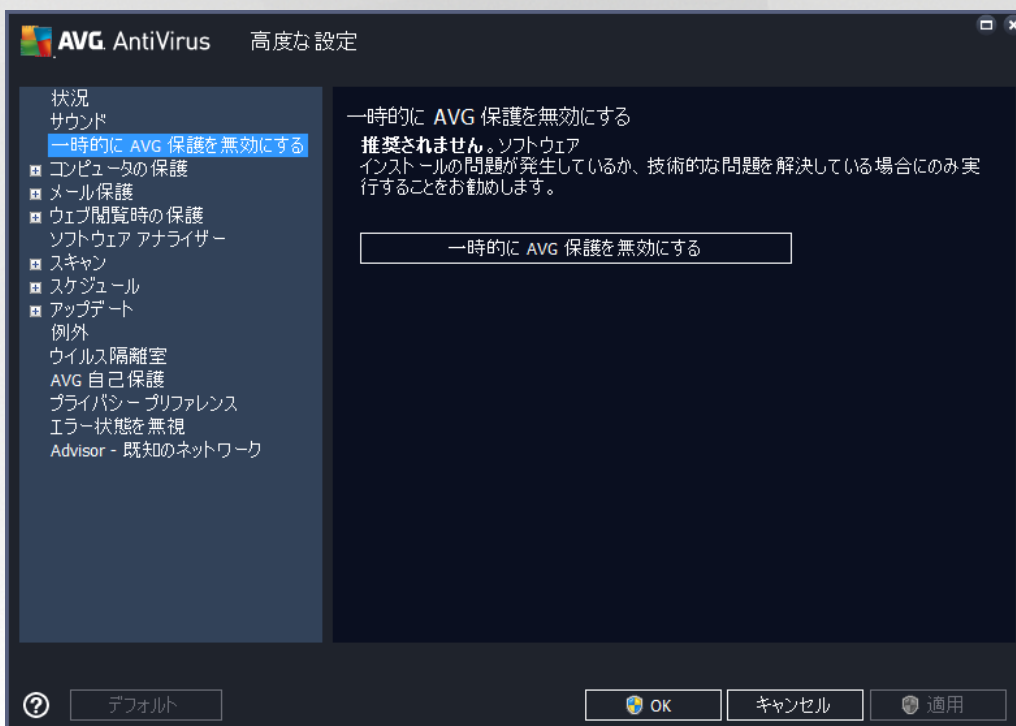 AVG. AntiVirus 高度な設定
状況
サウンド
一時的に AVG 保護を無効にする
コンピュータの保護
メール保護
ウェブ閲覧時の保護
ソフトウェア アナライザー
スキャン
スケジュール
アップデート
例外
ウイルス隔離室
AVG 自己保護
プライバシー プリファレンス
エラー状態を無視
Advisor - 既知のネットワーク
一時的に AVG 保護を無効にする
推奨されません。ソフトウェア
インストールの問題が発生しているか、技術的な問題を解決している場合にのみ実
行することをお勧めします。
一時的に AVG 保護を無効にする
デフォルト
OK
キャンセル
適用